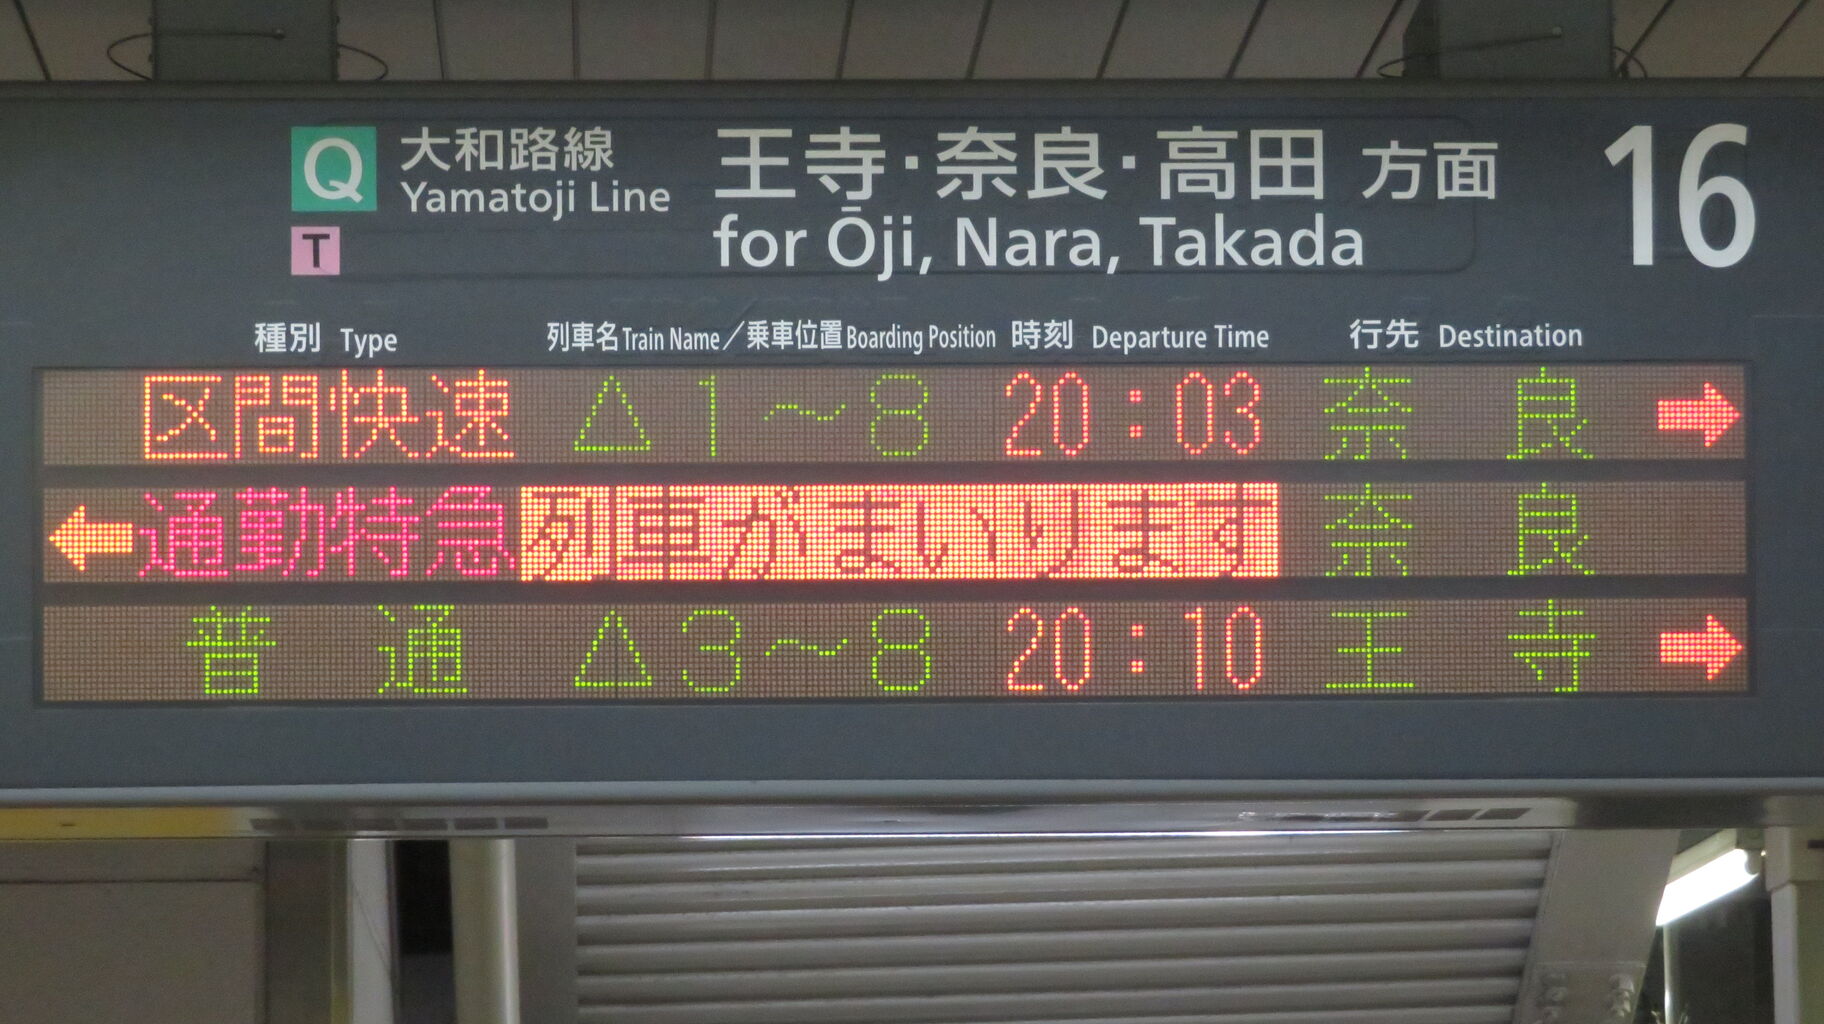 Q 大和路線 王寺・奈良・高田 方面 16
Yamatoji Line for Ōji, Nara, Takada
T
種別 Type 列車名 Train Name／乗車位置 Boarding Position 時刻 Departure Time 行先 Destination
区間快速 △1～8 20:03 奈良 →
← 通勤特急 列車がまいります 奈良
普通 △3～8 20:10 王寺 →